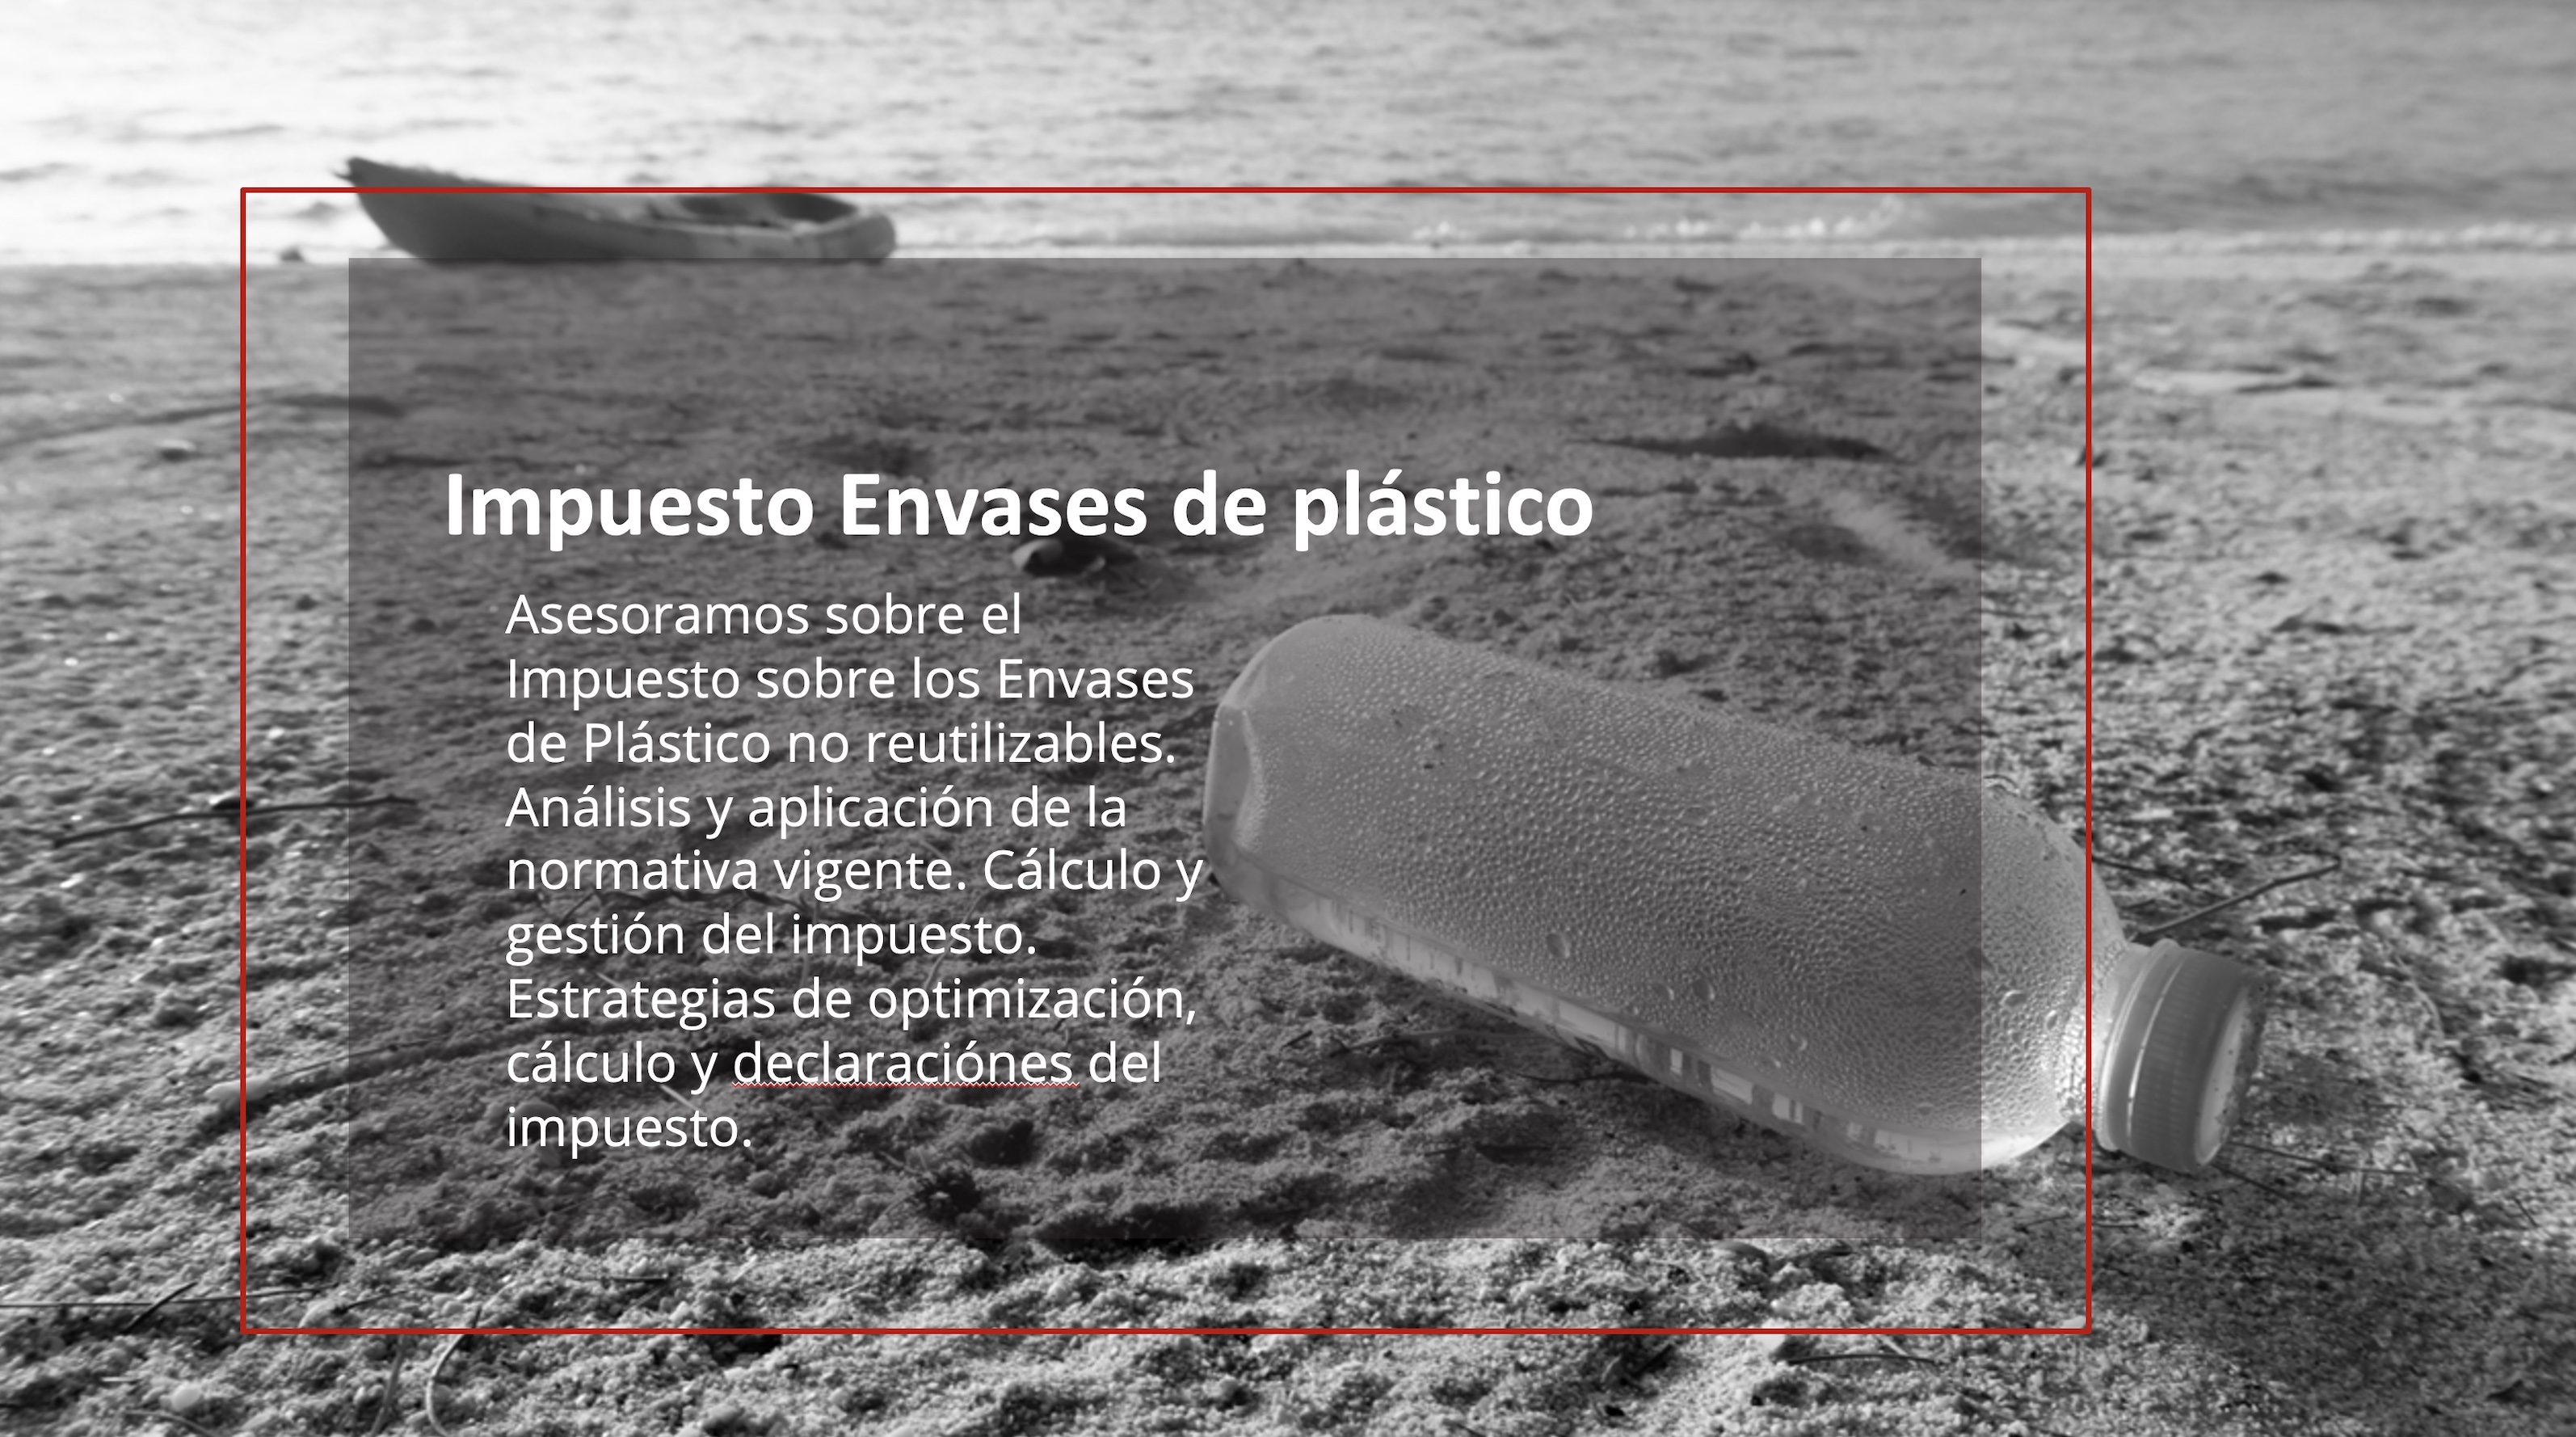 Impuesto Envases de plástico
Asesoramos sobre el
Impuesto sobre los Envases
de Plástico no reutilizables.
Análisis y aplicación de la
normativa vigente. Cálculo y
gestión del impuesto.
Estrategias de optimización,
cálculo y declaraciónes del
impuesto.